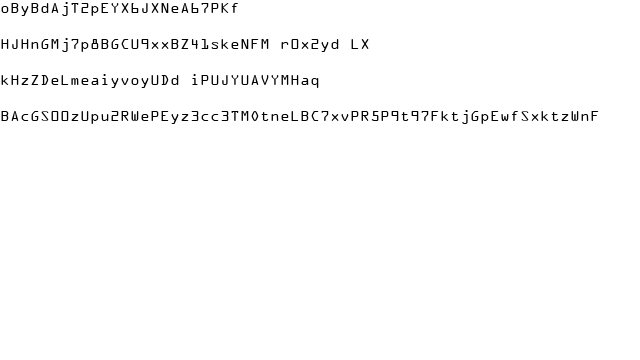 oByBdAjT2pEYX6JXNeA67PKf
HJHnGMj7p8BGCU9xxBZ41skeNFM rOx2yd LX
kHzZDeLmeaiyvoyUDd iPUJYUAVYMHaq
BAcGSOOzUpu2RWePEyz3cc3TM0tneLBC7xvPR5P9t97FktjGpEwfSxktzWnF